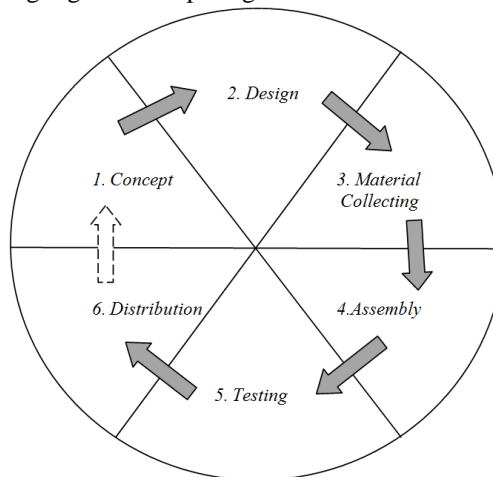 2. Design
1. Concept
3. Material
Collecting
6. Distribution
4.Assembly
5. Testing